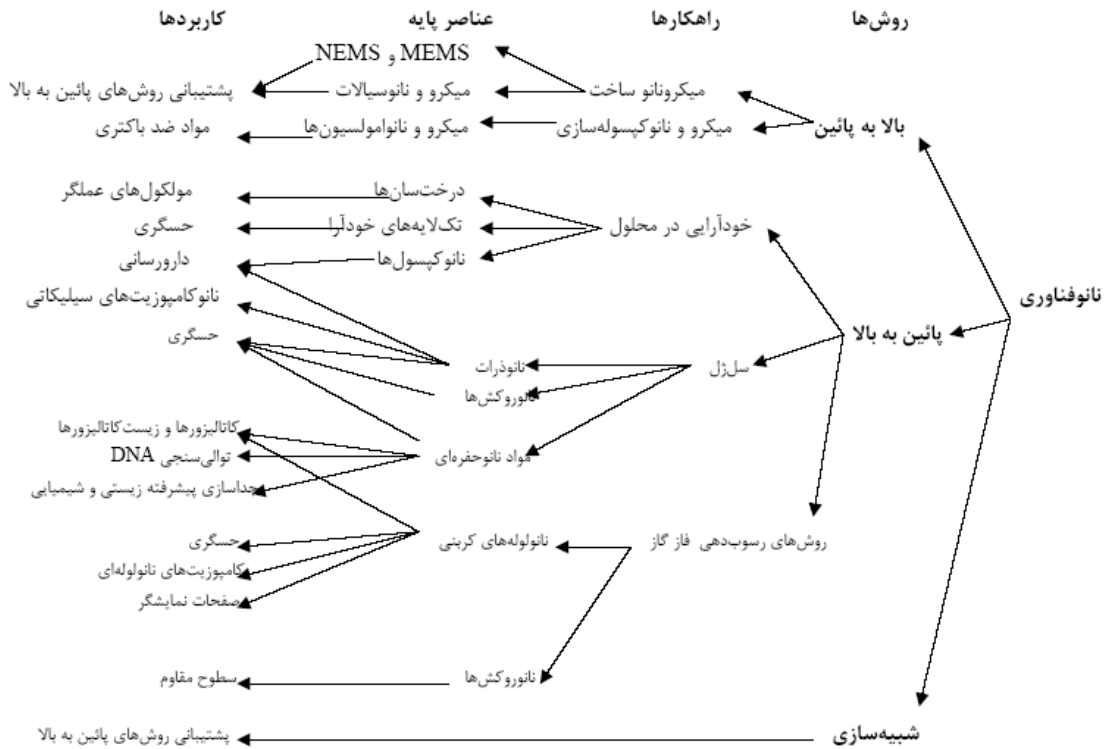 روش‌ها راهکارها عناصر پایه کاربردها
MEMS و NEMS
میکرونانو ساخت میکرو و نانوسیالات پشتیبانی روش‌های پائین به بالا
بالا به پائین میکرو و نانوکپسوله‌سازی میکرو و نانوامولسیون‌ها مواد ضد باکتری
درخت‌سان‌ها مولکول‌های عملگر
خودآرایی در محلول تک‌لایه‌های خودآرا حسگری
نانوکپسول‌ها دارورسانی
نانوفناوری نانوکامپوزیت‌های سیلیکاتی
پائین به بالا حسگری
سل‌ژل نانوذرات
نانوروکش‌ها
کاتالیزورها و زیست‌کاتالیزورها
مواد نانوحفره‌ای توالی‌سنجی DNA
جداسازی پیشرفته زیستی و شیمیایی
روش‌های رسوب‌دهی فاز گاز نانولوله‌های کربنی حسگری
کامپوزیت‌های نانولوله‌ای
صفحات نمایشگر
نانوروکش‌ها سطوح مقاوم
شبیه‌سازی پشتیبانی روش‌های پائین به بالا